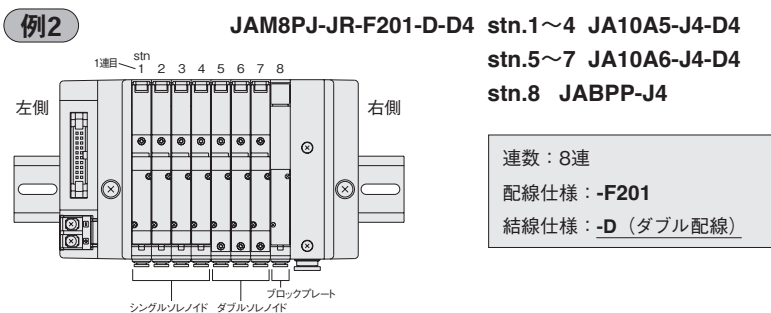 例2
JAM8PJ-JR-F201-D-D4 stn.1～4 JA10A5-J4-D4
stn.5～7 JA10A6-J4-D4
stn.8 JABPP-J4
stn
1連目 1 2 3 4 5 6 7 8
左側
右側
連数：8連
配線仕様：-F201
結線仕様：-D（ダブル配線）
ブロックプレート
シングルソレノイド ダブルソレノイド